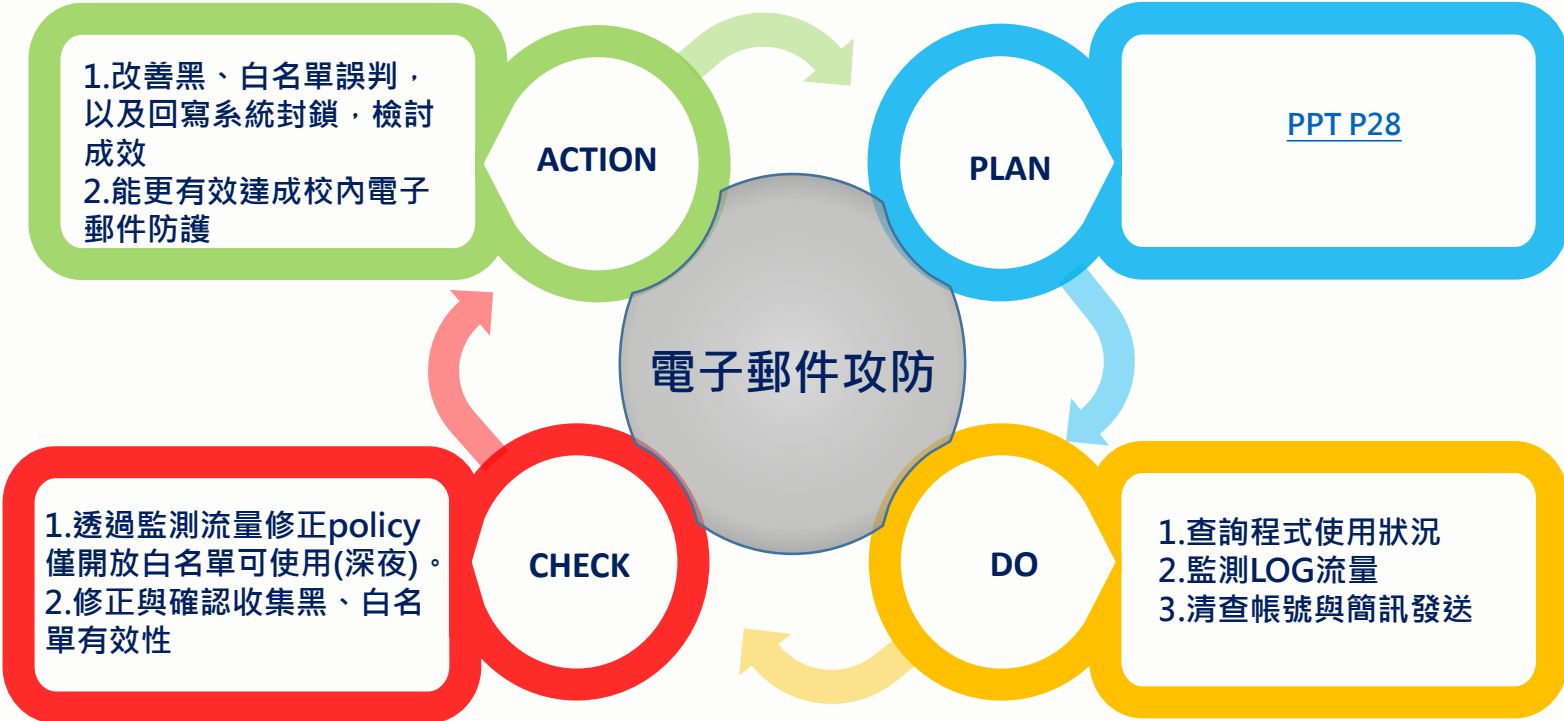 1.改善黑、白名單誤判，
以及回寫系統封鎖，檢討
成效
2.能更有效達成校內電子
郵件防護
ACTION
PLAN
PPT P28
電子郵件攻防
1.透過監測流量修正policy
僅開放白名單可使用(深夜)。
2.修正與確認收集黑、白名
單有效性
CHECK
DO
1.查詢程式使用狀況
2.監測LOG流量
3.清查帳號與簡訊發送